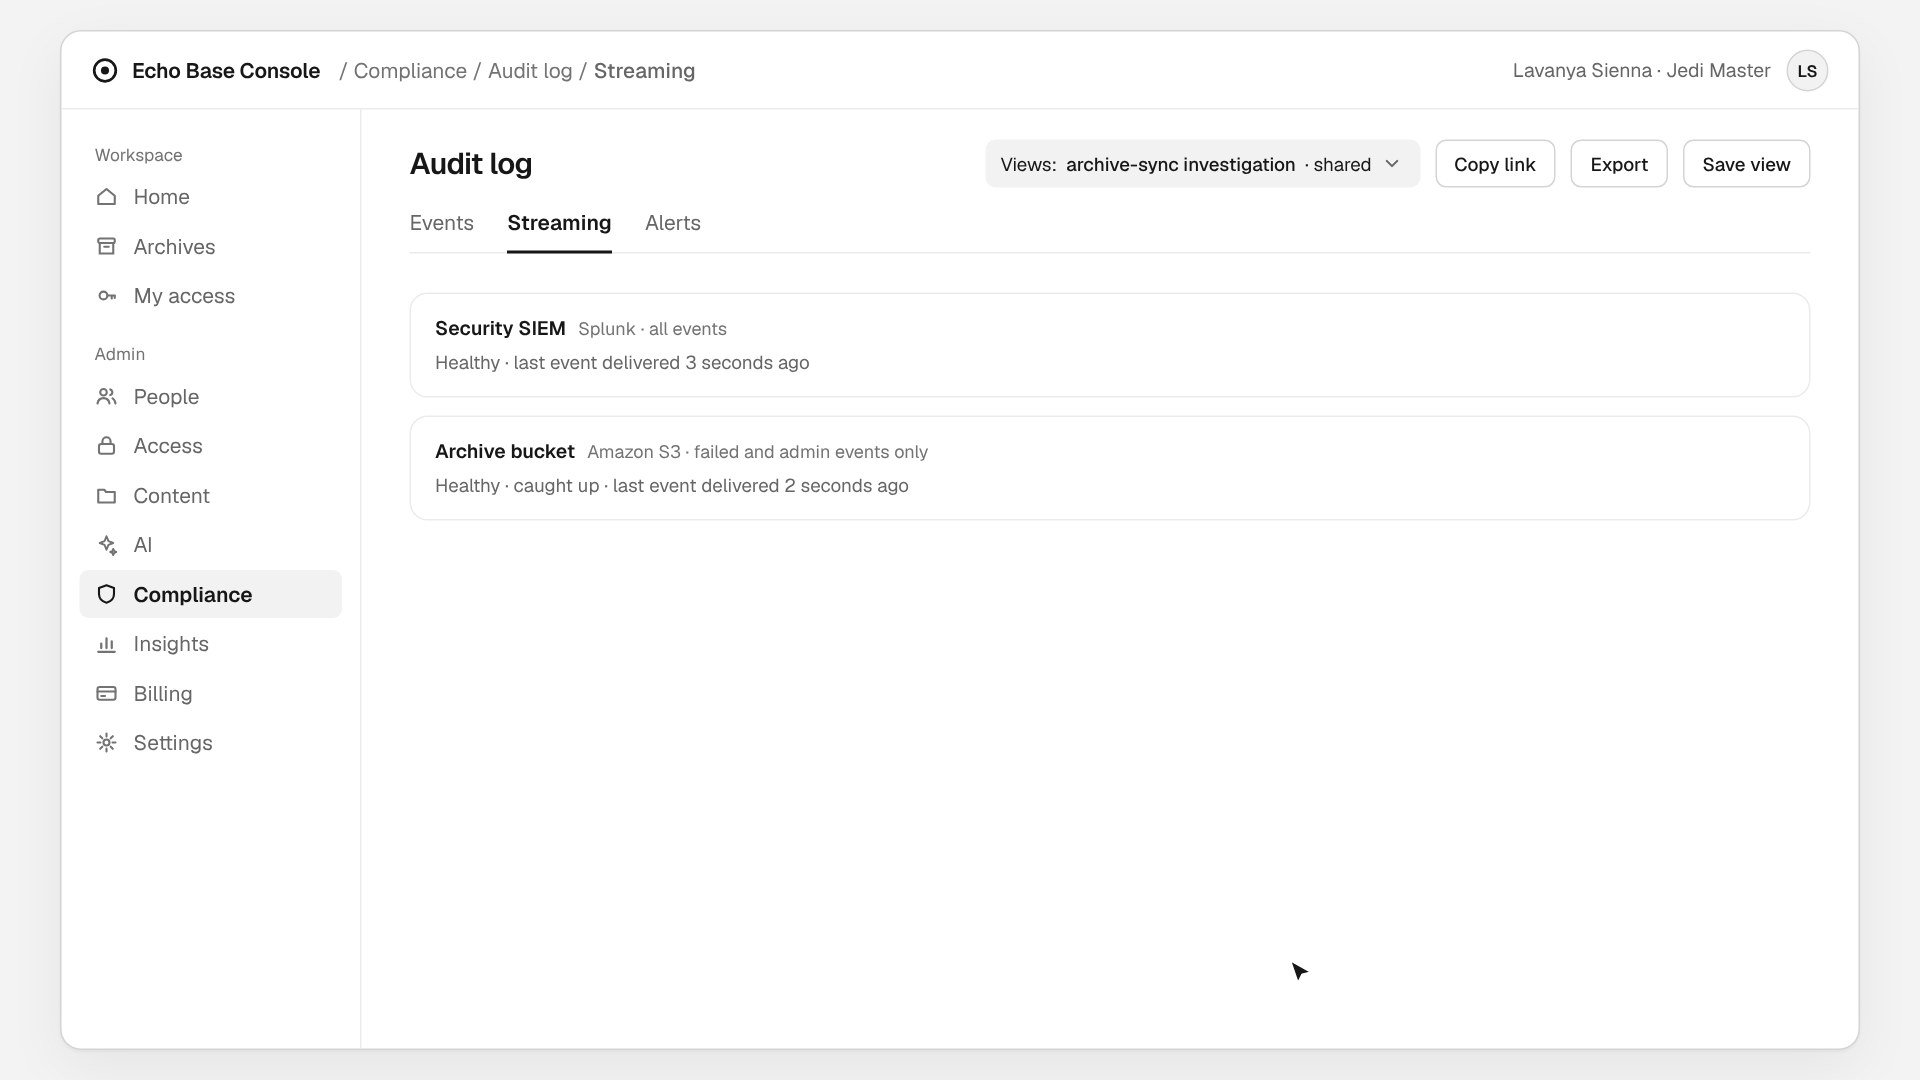 Echo Base Console / Compliance / Audit log / Streaming
Lavanya Sienna · Jedi Master LS
Workspace
Home
Archives
My access
Admin
People
Access
Content
AI
Compliance
Insights
Billing
Settings
Audit log
Views: archive-sync investigation · shared
Copy link
Export
Save view
Events Streaming Alerts
Security SIEM Splunk · all events
Healthy · last event delivered 3 seconds ago
Archive bucket Amazon S3 · failed and admin events only
Healthy · caught up · last event delivered 2 seconds ago